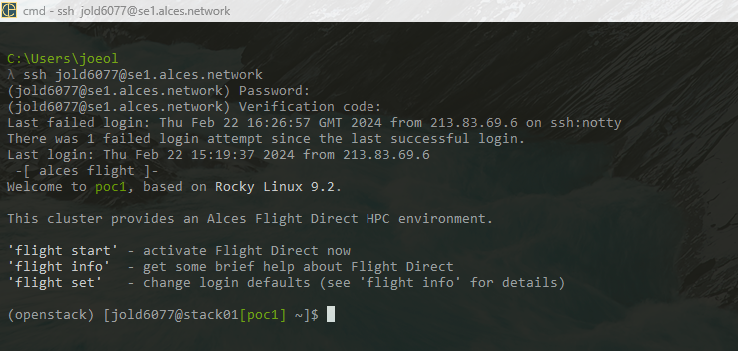 cmd - ssh jold6077@se1.alces.network
C:\Users\joeol
λ ssh jold6077@se1.alces.network
(jold6077@se1.alces.network) Password:
(jold6077@se1.alces.network) Verification code:
Last failed login: Thu Feb 22 16:26:57 GMT 2024 from 213.83.69.6 on ssh:notty
There was 1 failed login attempt since the last successful login.
Last login: Thu Feb 22 15:19:37 2024 from 213.83.69.6
 -[ alces flight ]-
Welcome to poc1, based on Rocky Linux 9.2.
This cluster provides an Alces Flight Direct HPC environment.
'flight start' - activate Flight Direct now
'flight info'  - get some brief help about Flight Direct
'flight set'   - change login defaults (see 'flight info' for details)
(openstack) [jold6077@stack01[poc1] ~]$